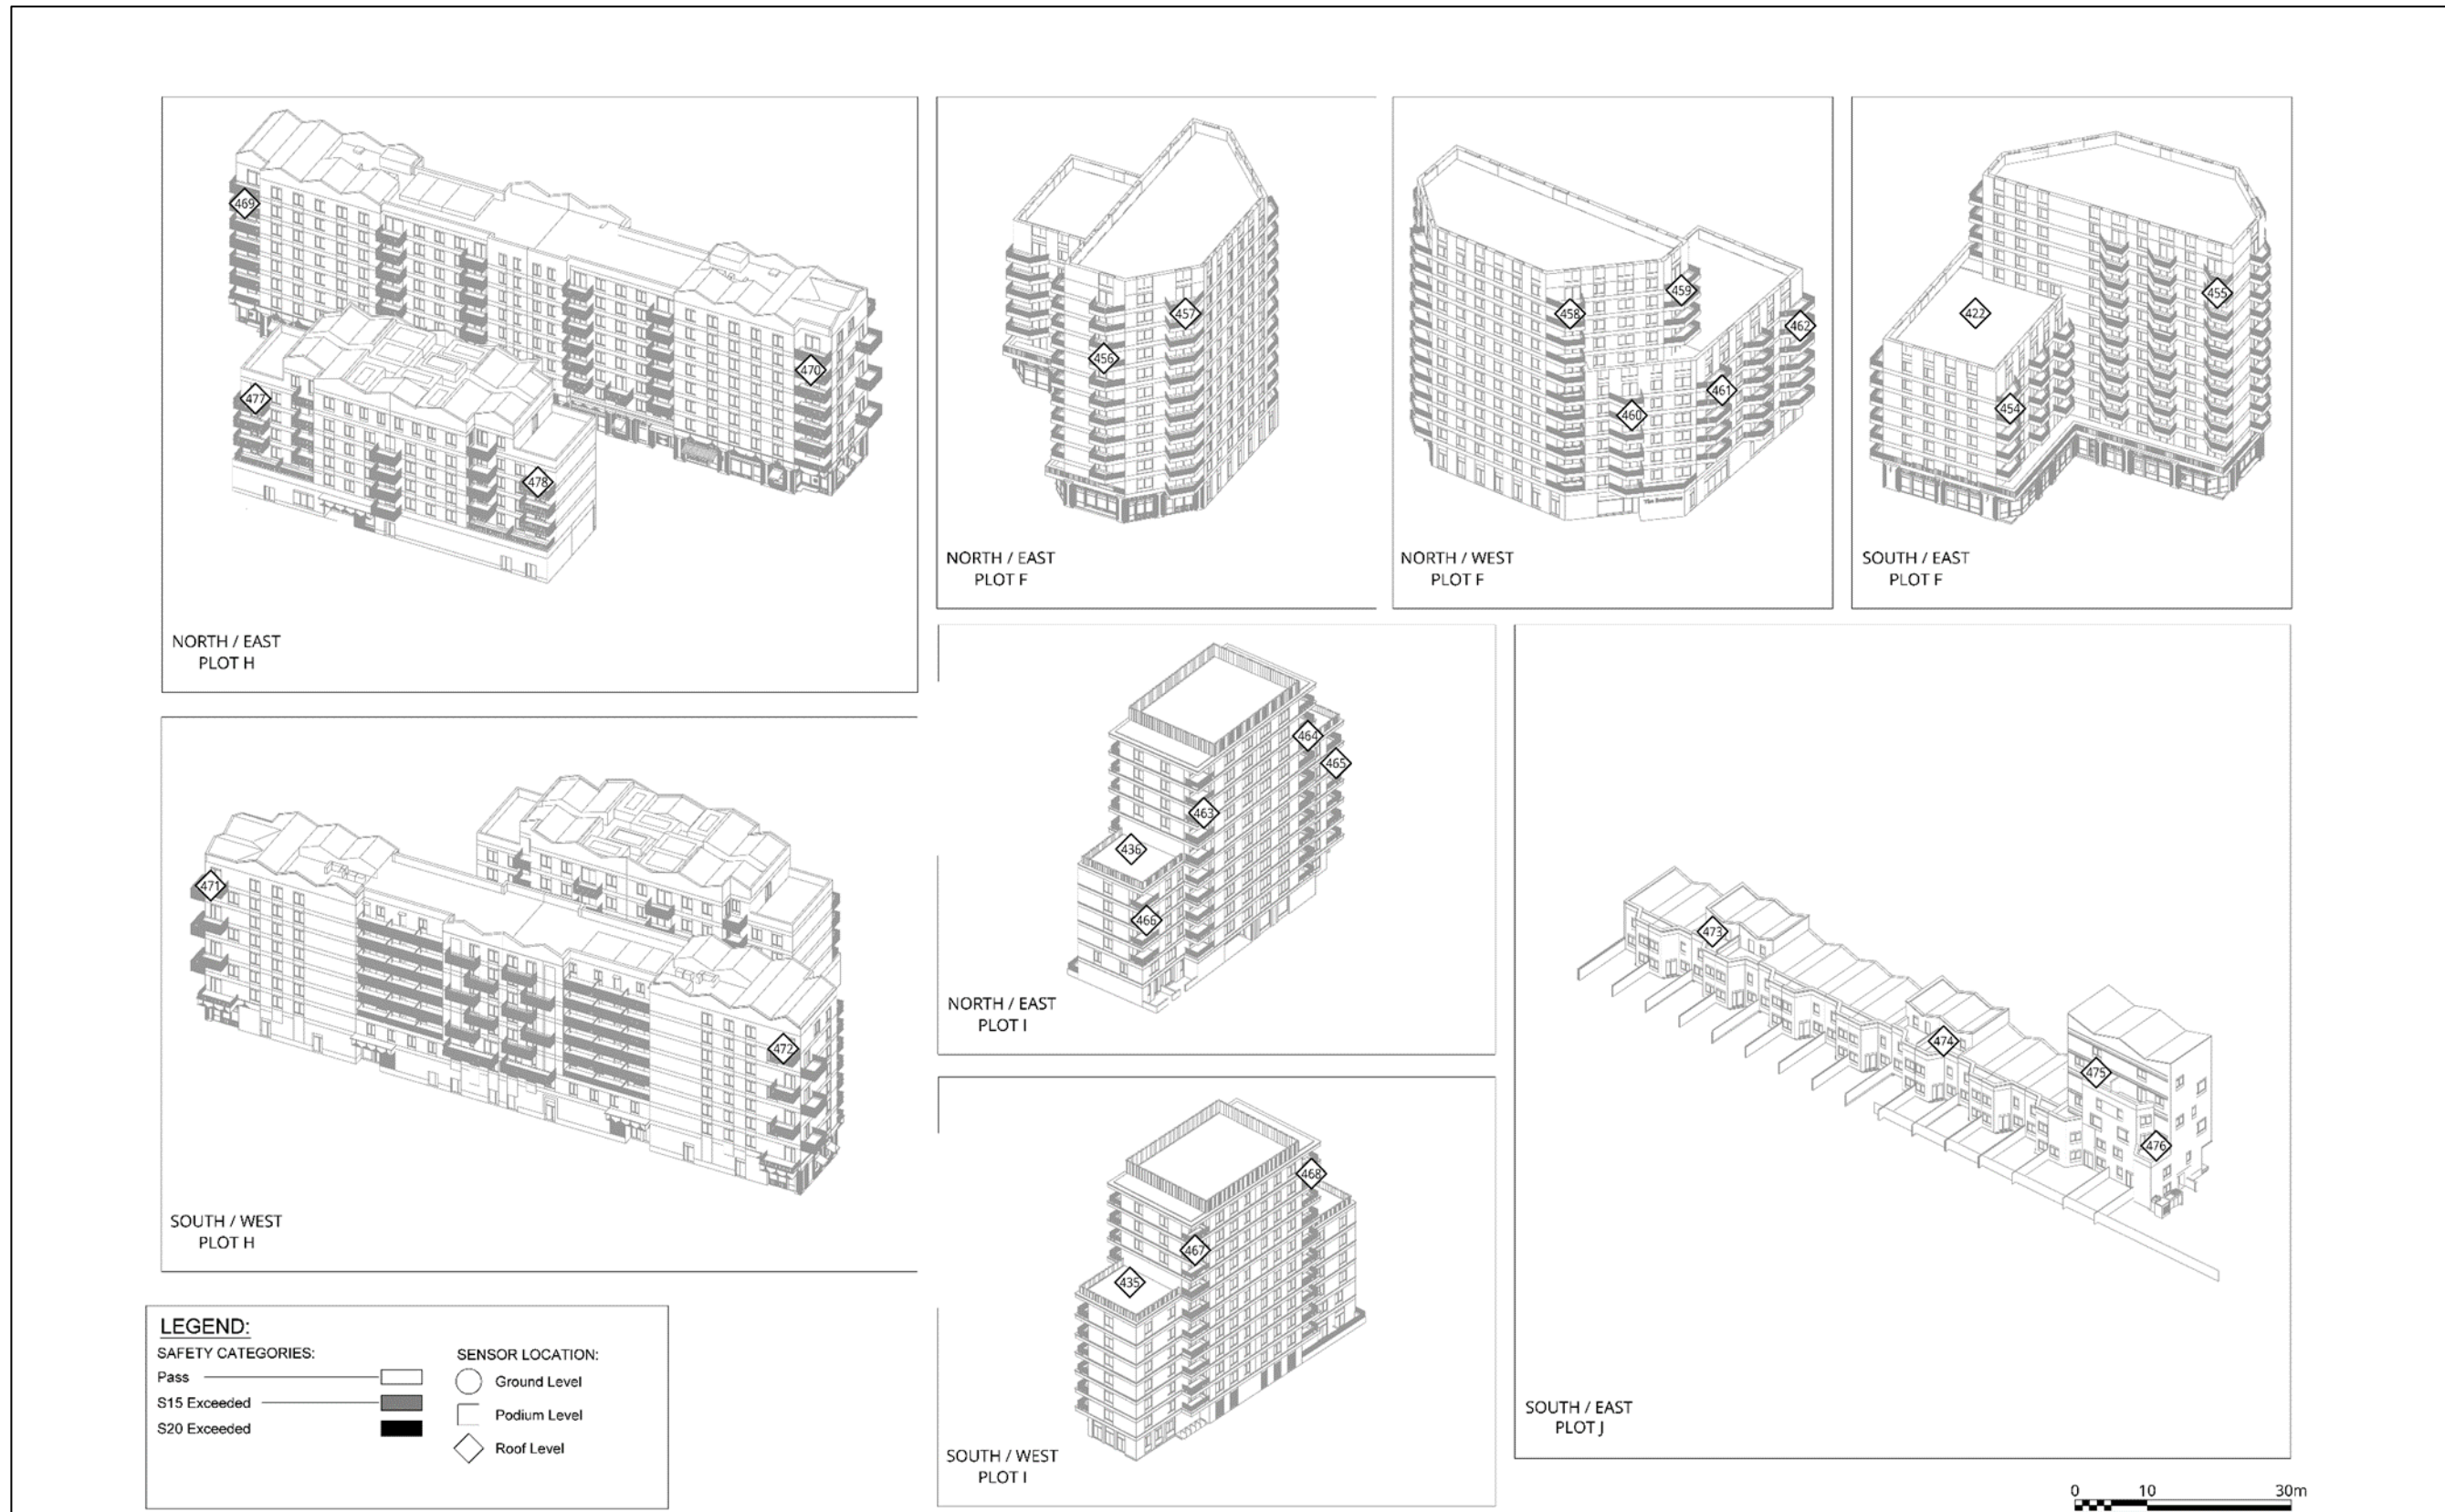 469
470
477
478
NORTH / EAST
PLOT H
457
456
NORTH / EAST
PLOT F
459
458
462
461
460
NORTH / WEST
PLOT F
455
422
454
SOUTH / EAST
PLOT F
471
472
SOUTH / WEST
PLOT H
464
465
463
436
466
NORTH / EAST
PLOT I
468
467
435
SOUTH / WEST
PLOT I
473
474
475
476
SOUTH / EAST
PLOT J
LEGEND:
SAFETY CATEGORIES:
Pass
S15 Exceeded
S20 Exceeded
SENSOR LOCATION:
Ground Level
Podium Level
Roof Level
0 10 30m